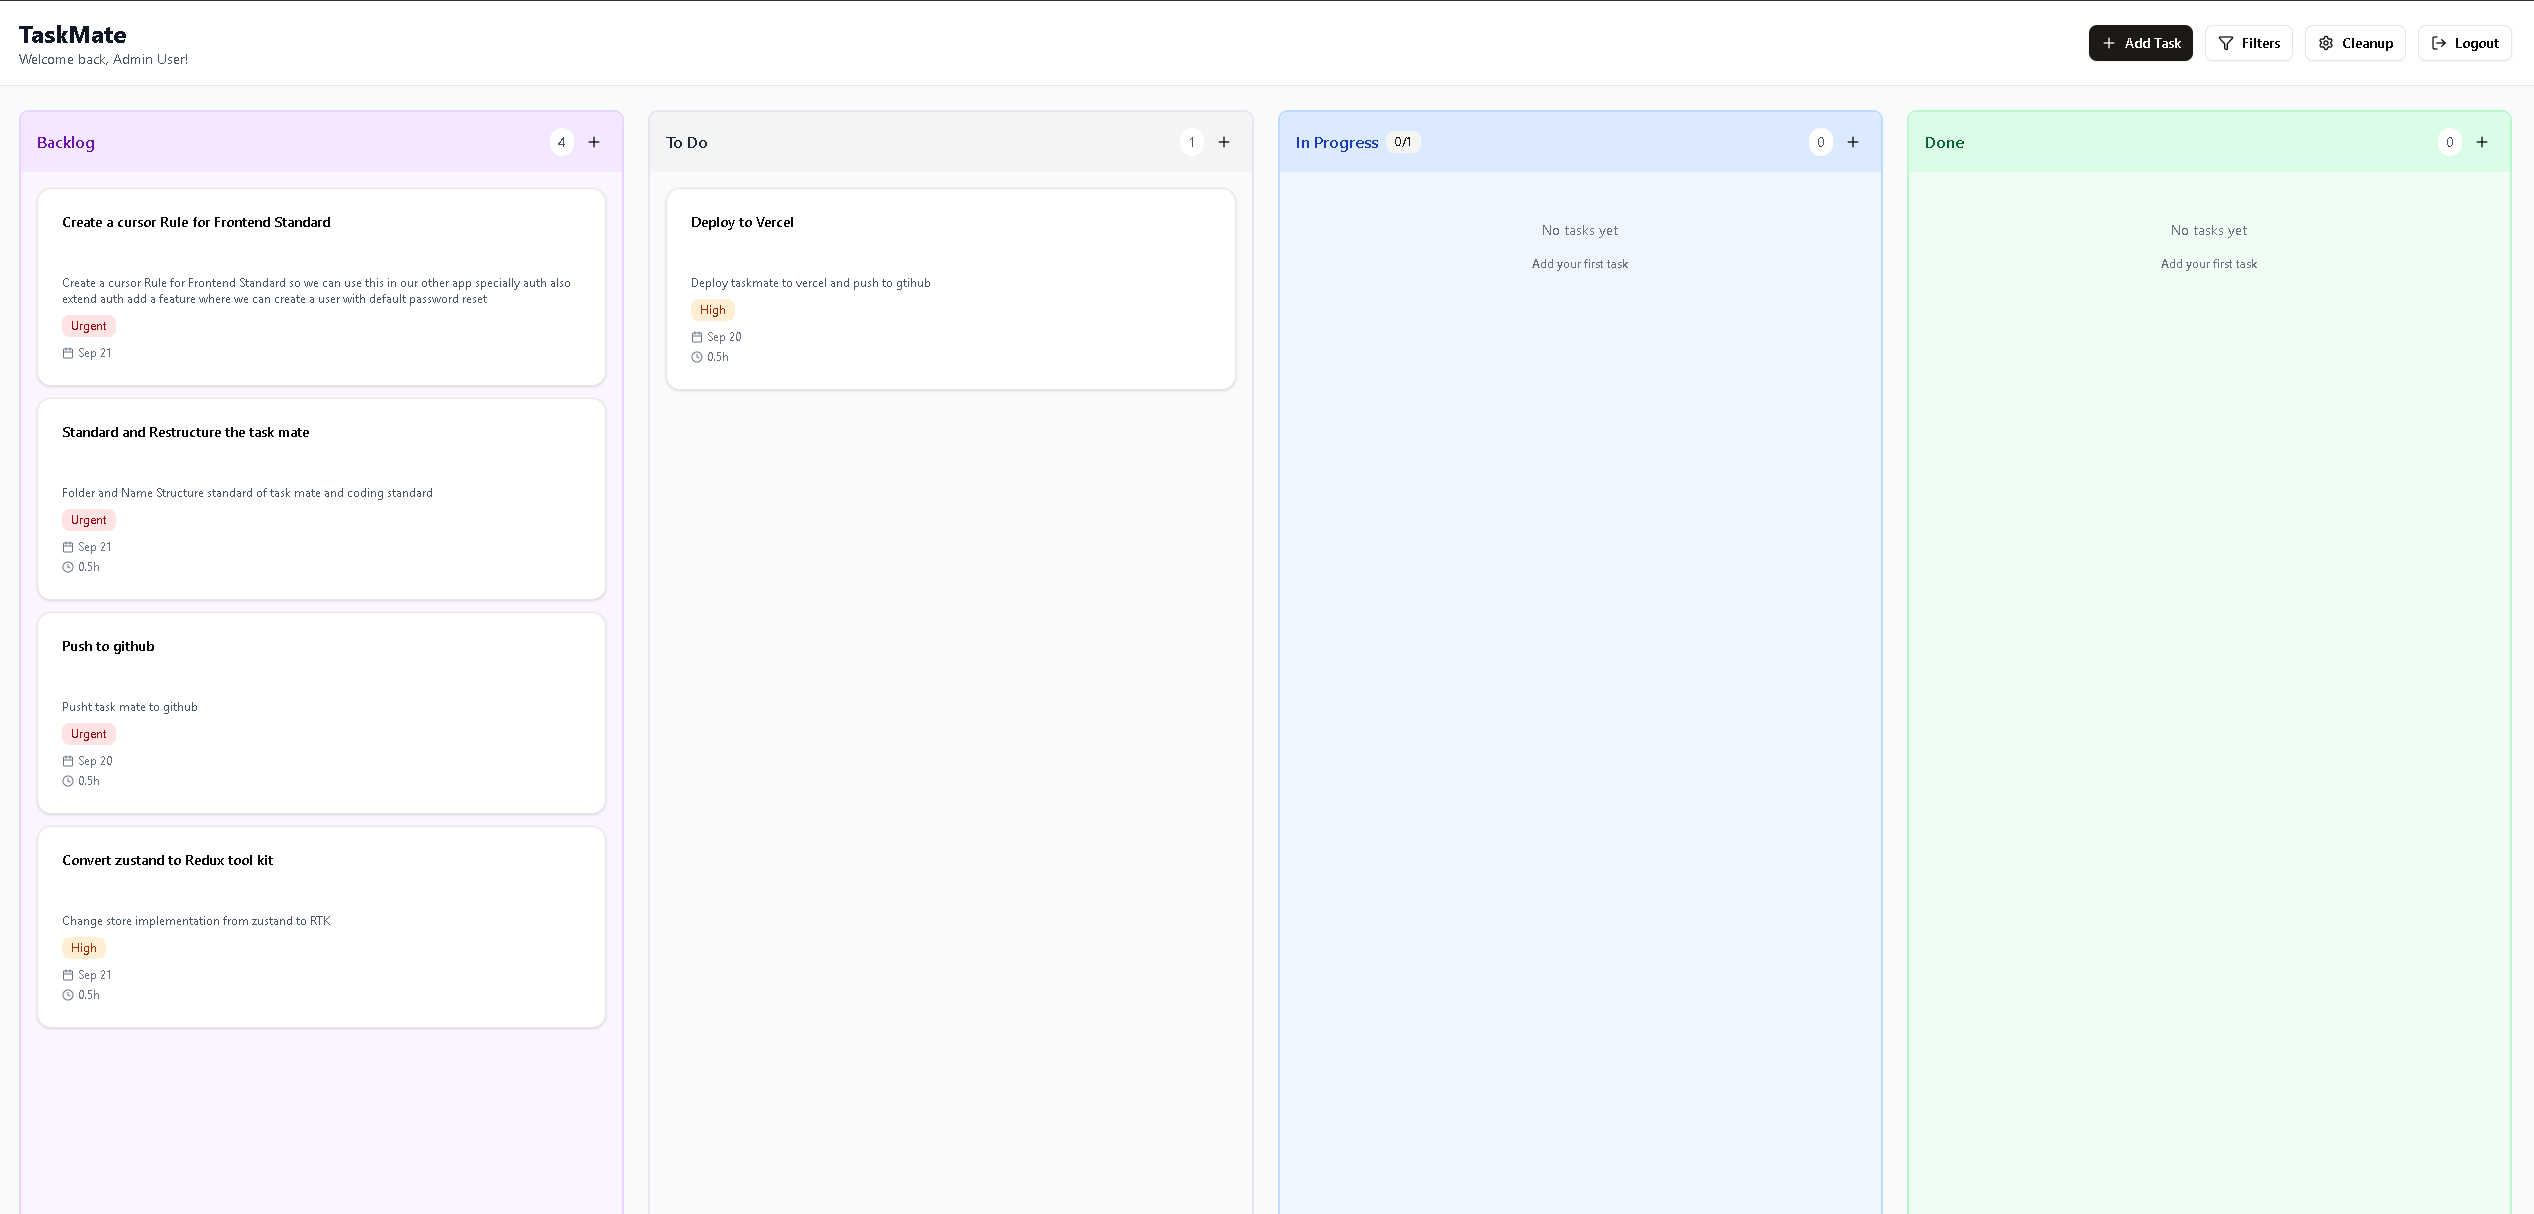 TaskMate
Welcome back, Admin User!
Add Task
Filters
Cleanup
Logout
Backlog
4
Create a cursor Rule for Frontend Standard
Create a cursor Rule for Frontend Standard so we can use this in our other app specially auth also
extend auth add a feature where we can create a user with default password reset
Urgent
Sep 21
Standard and Restructure the task mate
Folder and Name Structure standard of task mate and coding standard
Urgent
Sep 21
0.5h
Push to github
Pusht task mate to github
Urgent
Sep 20
0.5h
Convert zustand to Redux tool kit
Change store implementation from zustand to RTK
High
Sep 21
0.5h
To Do
1
Deploy to Vercel
Deploy taskmate to vercel and push to gtihub
High
Sep 20
0.5h
In Progress 0/1
0
No tasks yet
Add your first task
Done
0
No tasks yet
Add your first task